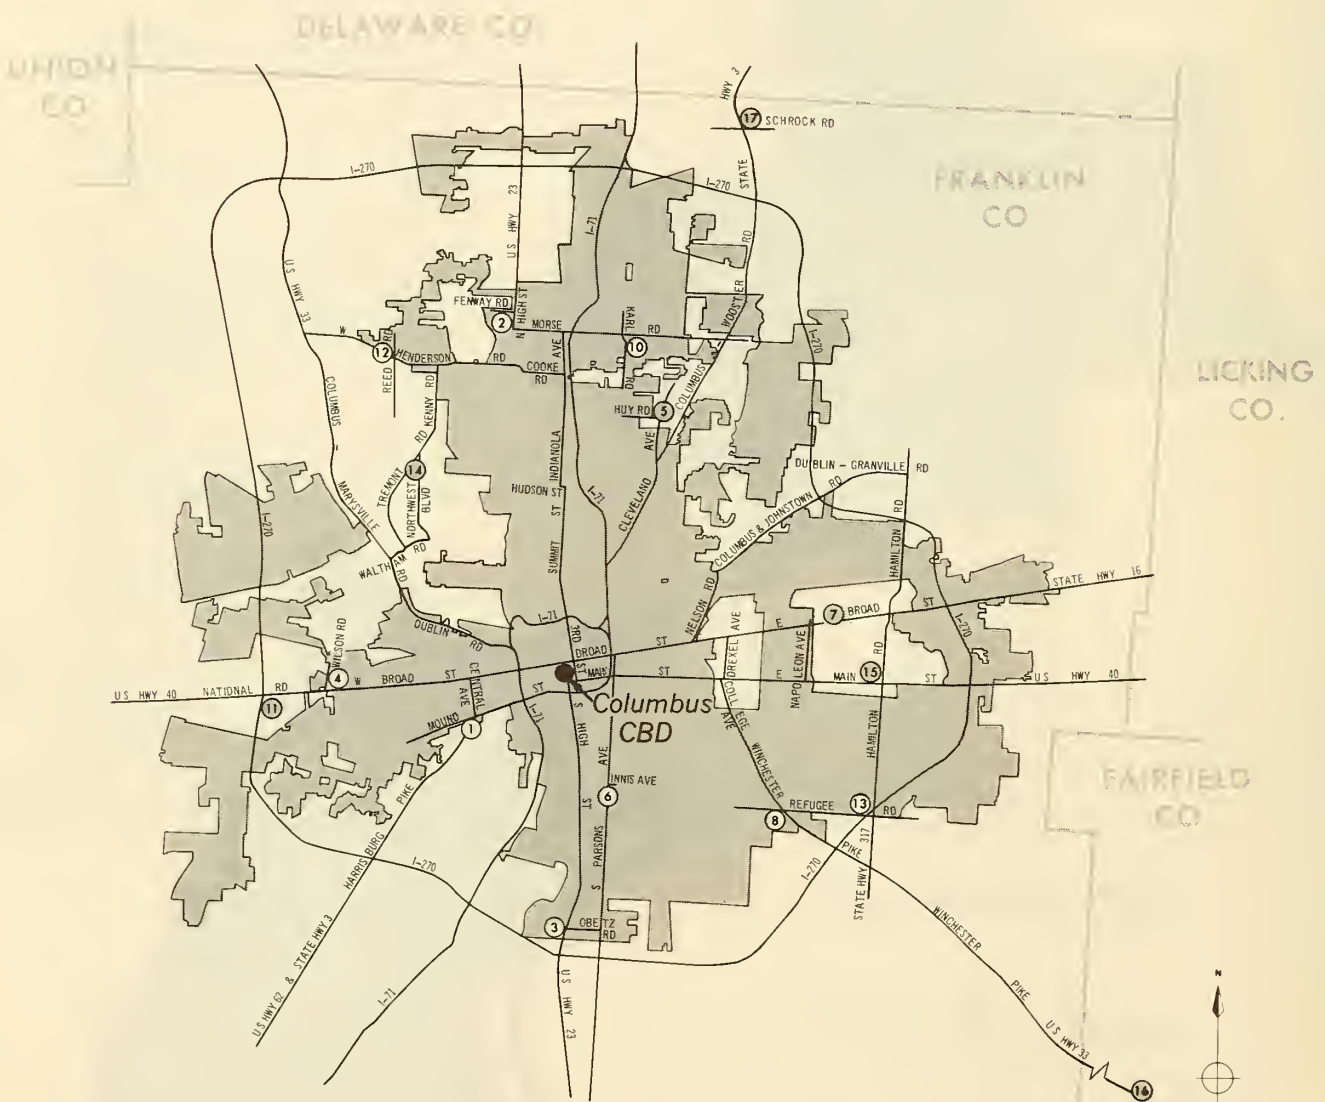 DELAWARE CO.
UNION
CO
HWY 3
17
SCHROCK RD
I-270
23
US HWY
I-71
I-270
STATE
FRANKLIN
CO
RD
US HWY 33
FENWAY RD
2
N HIGH ST
MORSE
RD
KARL
RD
10
COLUMBUS - WOOSTER
I-270
W
HENDERSON
RD
12
REED RD
COOKE
RD
AVE
HUY RD
5
LICKING
CO.
COLUMBUS -
MARYSVILLE
KENNY RD
RD
TREMONT
14
NORTHWEST
BLVD
INDIANOLA
HUDSON ST
ST
SUMMIT
I-71
CLEVELAND
AVE
DUBLIN - GRANVILLE RD
COLUMBUS & JOHNSTOWN RD
HAMILTON
RD
I-270
WALTHAM RD
RD
DUBLIN
RD
I-71
3RD
ST
NELSON RD
STATE HWY 16
7
E
BROAD
ST
I-270
WILSON RD
4
US HWY 40
NATIONAL
RD
W
BROAD
ST
CENTRAL
AVE
BROAD
ST
MAIN
ST
DREXEL AVE
NAPOLEON AVE
E
MAIN
15
RD
ST
US HWY 40
11
MOUND
ST
1
I-71
Columbus
CBD
COLLEGE
AVE
HAMILTON
S HIGH
ST
AVE
INNIS AVE
6
WINCHESTER
REFUGEE
RD
13
8
FAIRFIELD
CO
HARRISBURG
PIKE
I-270
S PARSONS
PIKE
I-270
STATE HWY 317
3
OBETZ
RD
US HWY 62 & STATE HWY 3
I-71
US HWY 23
WINCHESTER
PIKE
US HWY 33
16
N